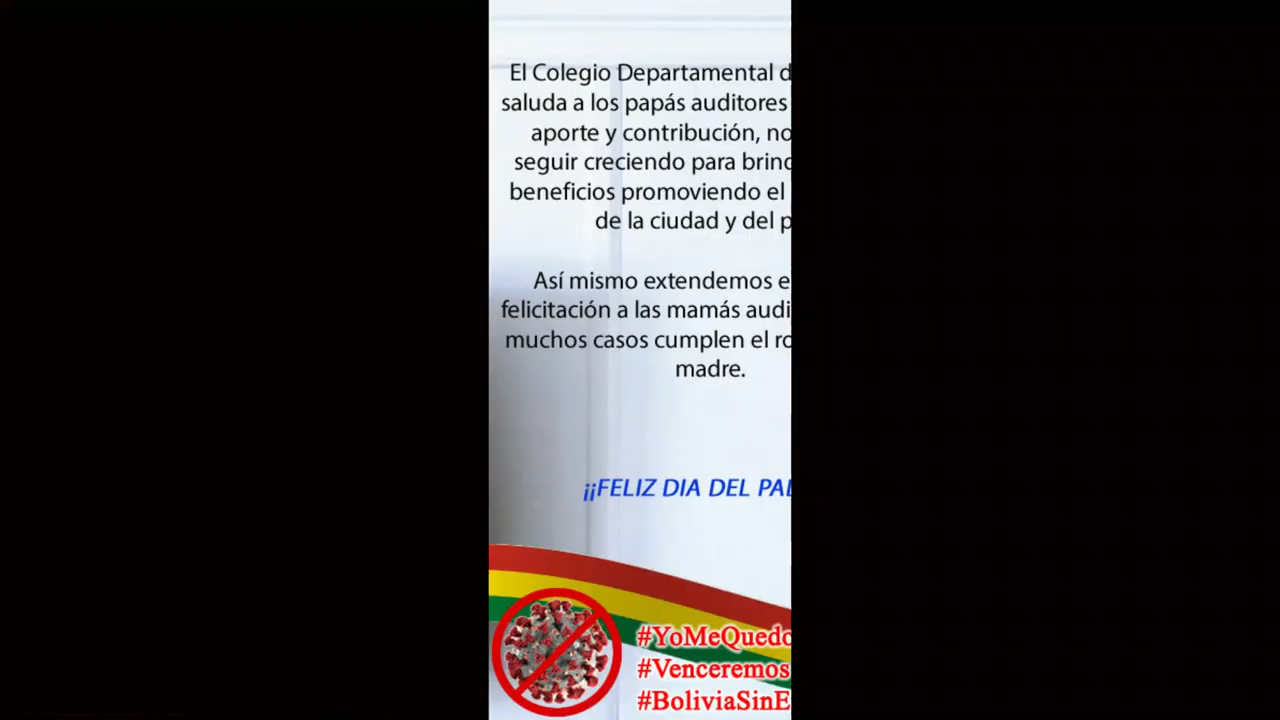 El Colegio Departamental d
saluda a los papás auditores
aporte y contribución, no
seguir creciendo para brind
beneficios promoviendo el
de la ciudad y del p
Así mismo extendemos e
felicitación a las mamás audi
muchos casos cumplen el ro
madre.
¡¡FELIZ DIA DEL PAD
#YoMeQuedo
#Venceremos
#BoliviaSinE